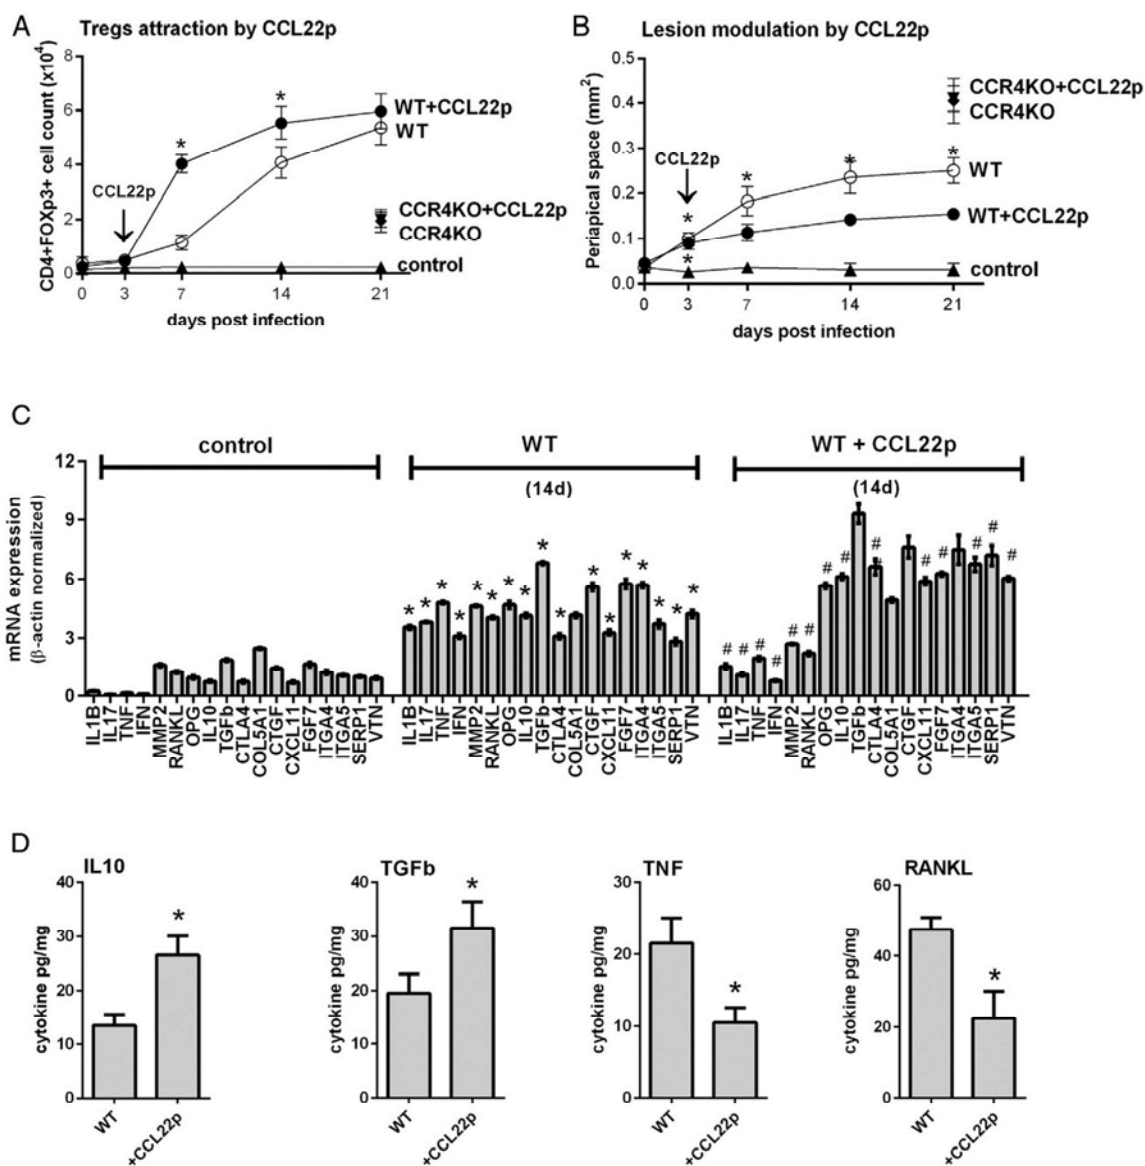 A
Tregs attraction by CCL22p
CD4+FOXp3+ cell count (x10⁴)
8
6
4
2
0
*
*
CCL22p
WT+CCL22p
WT
CCR4KO+CCL22p
CCR4KO
control
0 3 7 14 21
days post infection
B
Lesion modulation by CCL22p
Periapical space (mm²)
0.5
0.4
0.3
0.2
0.1
0.0
CCL22p
*
*
*
*
*
CCR4KO+CCL22p
CCR4KO
WT
WT+CCL22p
control
0 3 7 14 21
days post infection
C
control
WT
(14d)
WT + CCL22p
(14d)
mRNA expression
(β-actin normalized)
12
9
6
3
0
* * * * * * * * * * * * * * * * *
# # # # # # # # # # # # # #
IL1B IL17 TNF IFN MMP2 RANKL OPG IL10 TGFb CTLA4 COL5A1 CTGF CXCL11 FGF7 ITGA4 ITGA5 SERP1 VTN
IL1B IL17 TNF IFN MMP2 RANKL OPG IL10 TGFb CTLA4 COL5A1 CTGF CXCL11 FGF7 ITGA4 ITGA5 SERP1 VTN
IL1B IL17 TNF IFN MMP2 RANKL OPG IL10 TGFb CTLA4 COL5A1 CTGF CXCL11 FGF7 ITGA4 ITGA5 SERP1 VTN
D
IL10
cytokine pg/mg
40
30
20
10
0
*
WT
+CCL22p
TGFb
cytokine pg/mg
40
30
20
10
0
*
WT
+CCL22p
TNF
cytokine pg/mg
30
20
10
0
*
WT
+CCL22p
RANKL
cytokine pg/mg
60
40
20
0
*
WT
+CCL22p